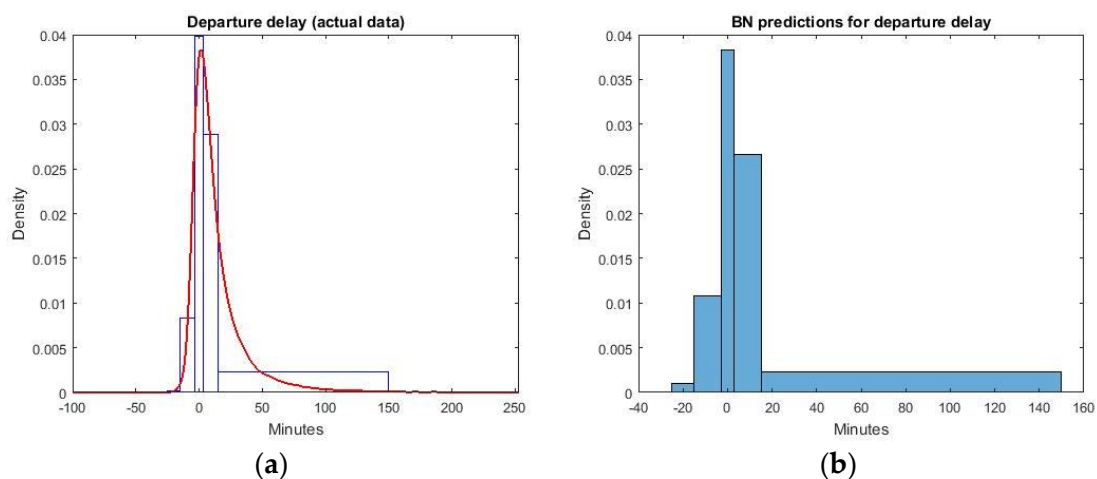 Departure delay (actual data)
0.04
0.035
0.03
0.025
0.02
0.015
0.01
0.005
0
Density
-100 -50 0 50 100 150 200 250
Minutes
(a)
BN predictions for departure delay
0.04
0.035
0.03
0.025
0.02
0.015
0.01
0.005
0
Density
-40 -20 0 20 40 60 80 100 120 140 160
Minutes
(b)